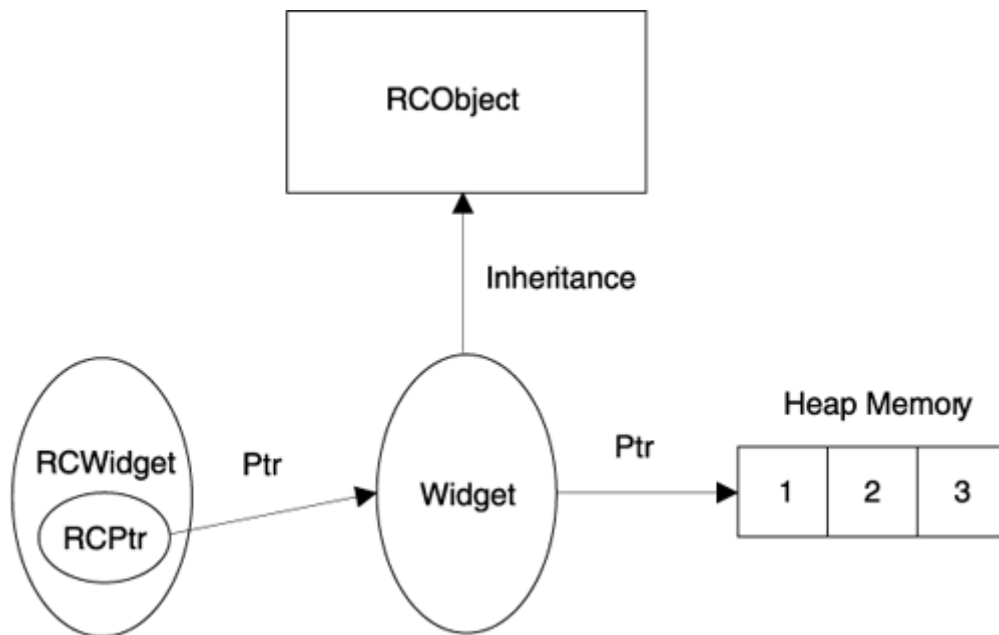 RCObject
Inheritance
Heap Memory
RCWidget
Ptr
Ptr
RCPtr
Widget
1
2
3